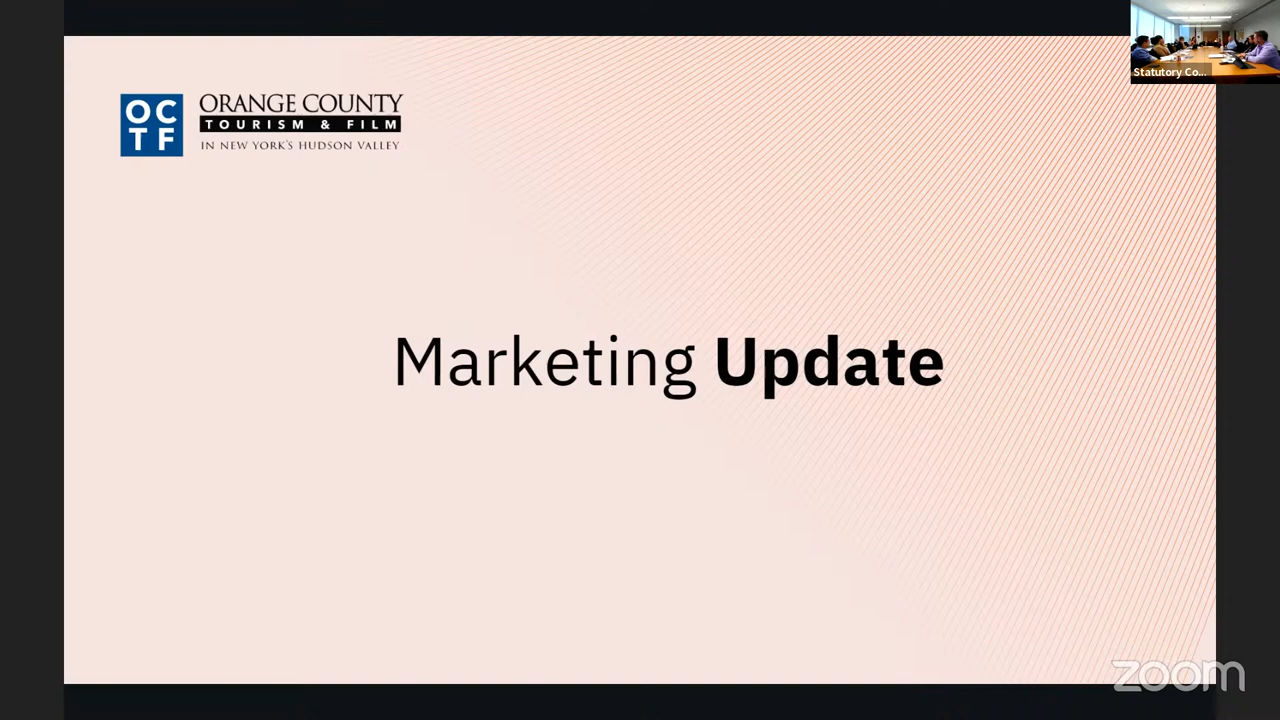 Statutory Co...
OC
TF
ORANGE COUNTY
TOURISM & FILM
IN NEW YORK'S HUDSON VALLEY
Marketing Update
zoom